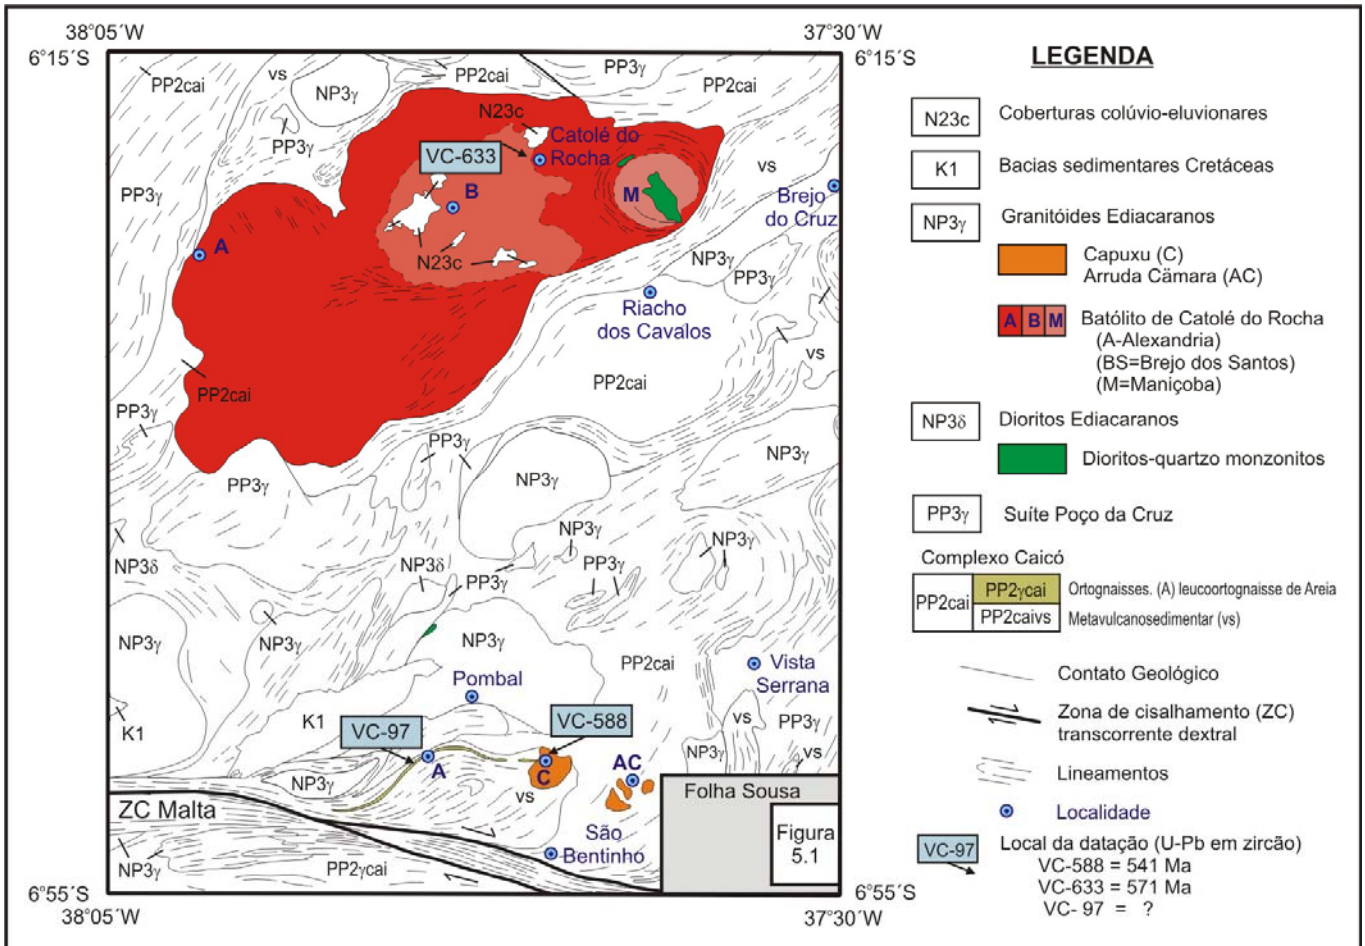 38°05´W
37°30´W
6°15´S
6°15´S
PP2cai
vs
NP3γ
PP2cai
PP3γ
PP2cai
PP3γ
N23c
Catolé do
Rocha
VC-633
PP3γ
B
M
vs
Brejo
do Cruz
A
N23c
NP3γ
PP3γ
Riacho
dos Cavalos
vs
PP2cai
PP2cai
PP3γ
PP3γ
NP3γ
PP3γ
NP3γ
NP3γ
NP3γ
NP3δ
NP3δ
PP3γ
PP3γ
NP3γ
NP3γ
NP3γ
PP2cai
Vista
Serrana
Pombal
K1
K1
VC-97
VC-588
vs
PP3γ
NP3γ
vs
A
C
AC
NP3γ
vs
ZC Malta
São
Bentinho
Folha Sousa
Figura
5.1
NP3γ
PP2γcai
6°55´S
6°55´S
38°05´W
37°30´W
LEGENDA
N23c Coberturas colúvio-eluvionares
K1 Bacias sedimentares Cretáceas
NP3γ Granitóides Ediacaranos
Capuxu (C)
Arruda Cämara (AC)
A B M Batólito de Catolé do Rocha
(A-Alexandria)
(BS=Brejo dos Santos)
(M=Maniçoba)
NP3δ Dioritos Ediacaranos
Dioritos-quartzo monzonitos
PP3γ Suíte Poço da Cruz
Complexo Caicó
PP2cai PP2γcai Ortognaisses. (A) leucoortognaisse de Areia
PP2caivs Metavulcanosedimentar (vs)
Contato Geológico
Zona de cisalhamento (ZC)
transcorrente dextral
Lineamentos
Localidade
VC-97 Local da datação (U-Pb em zircão)
VC-588 = 541 Ma
VC-633 = 571 Ma
VC- 97 = ?